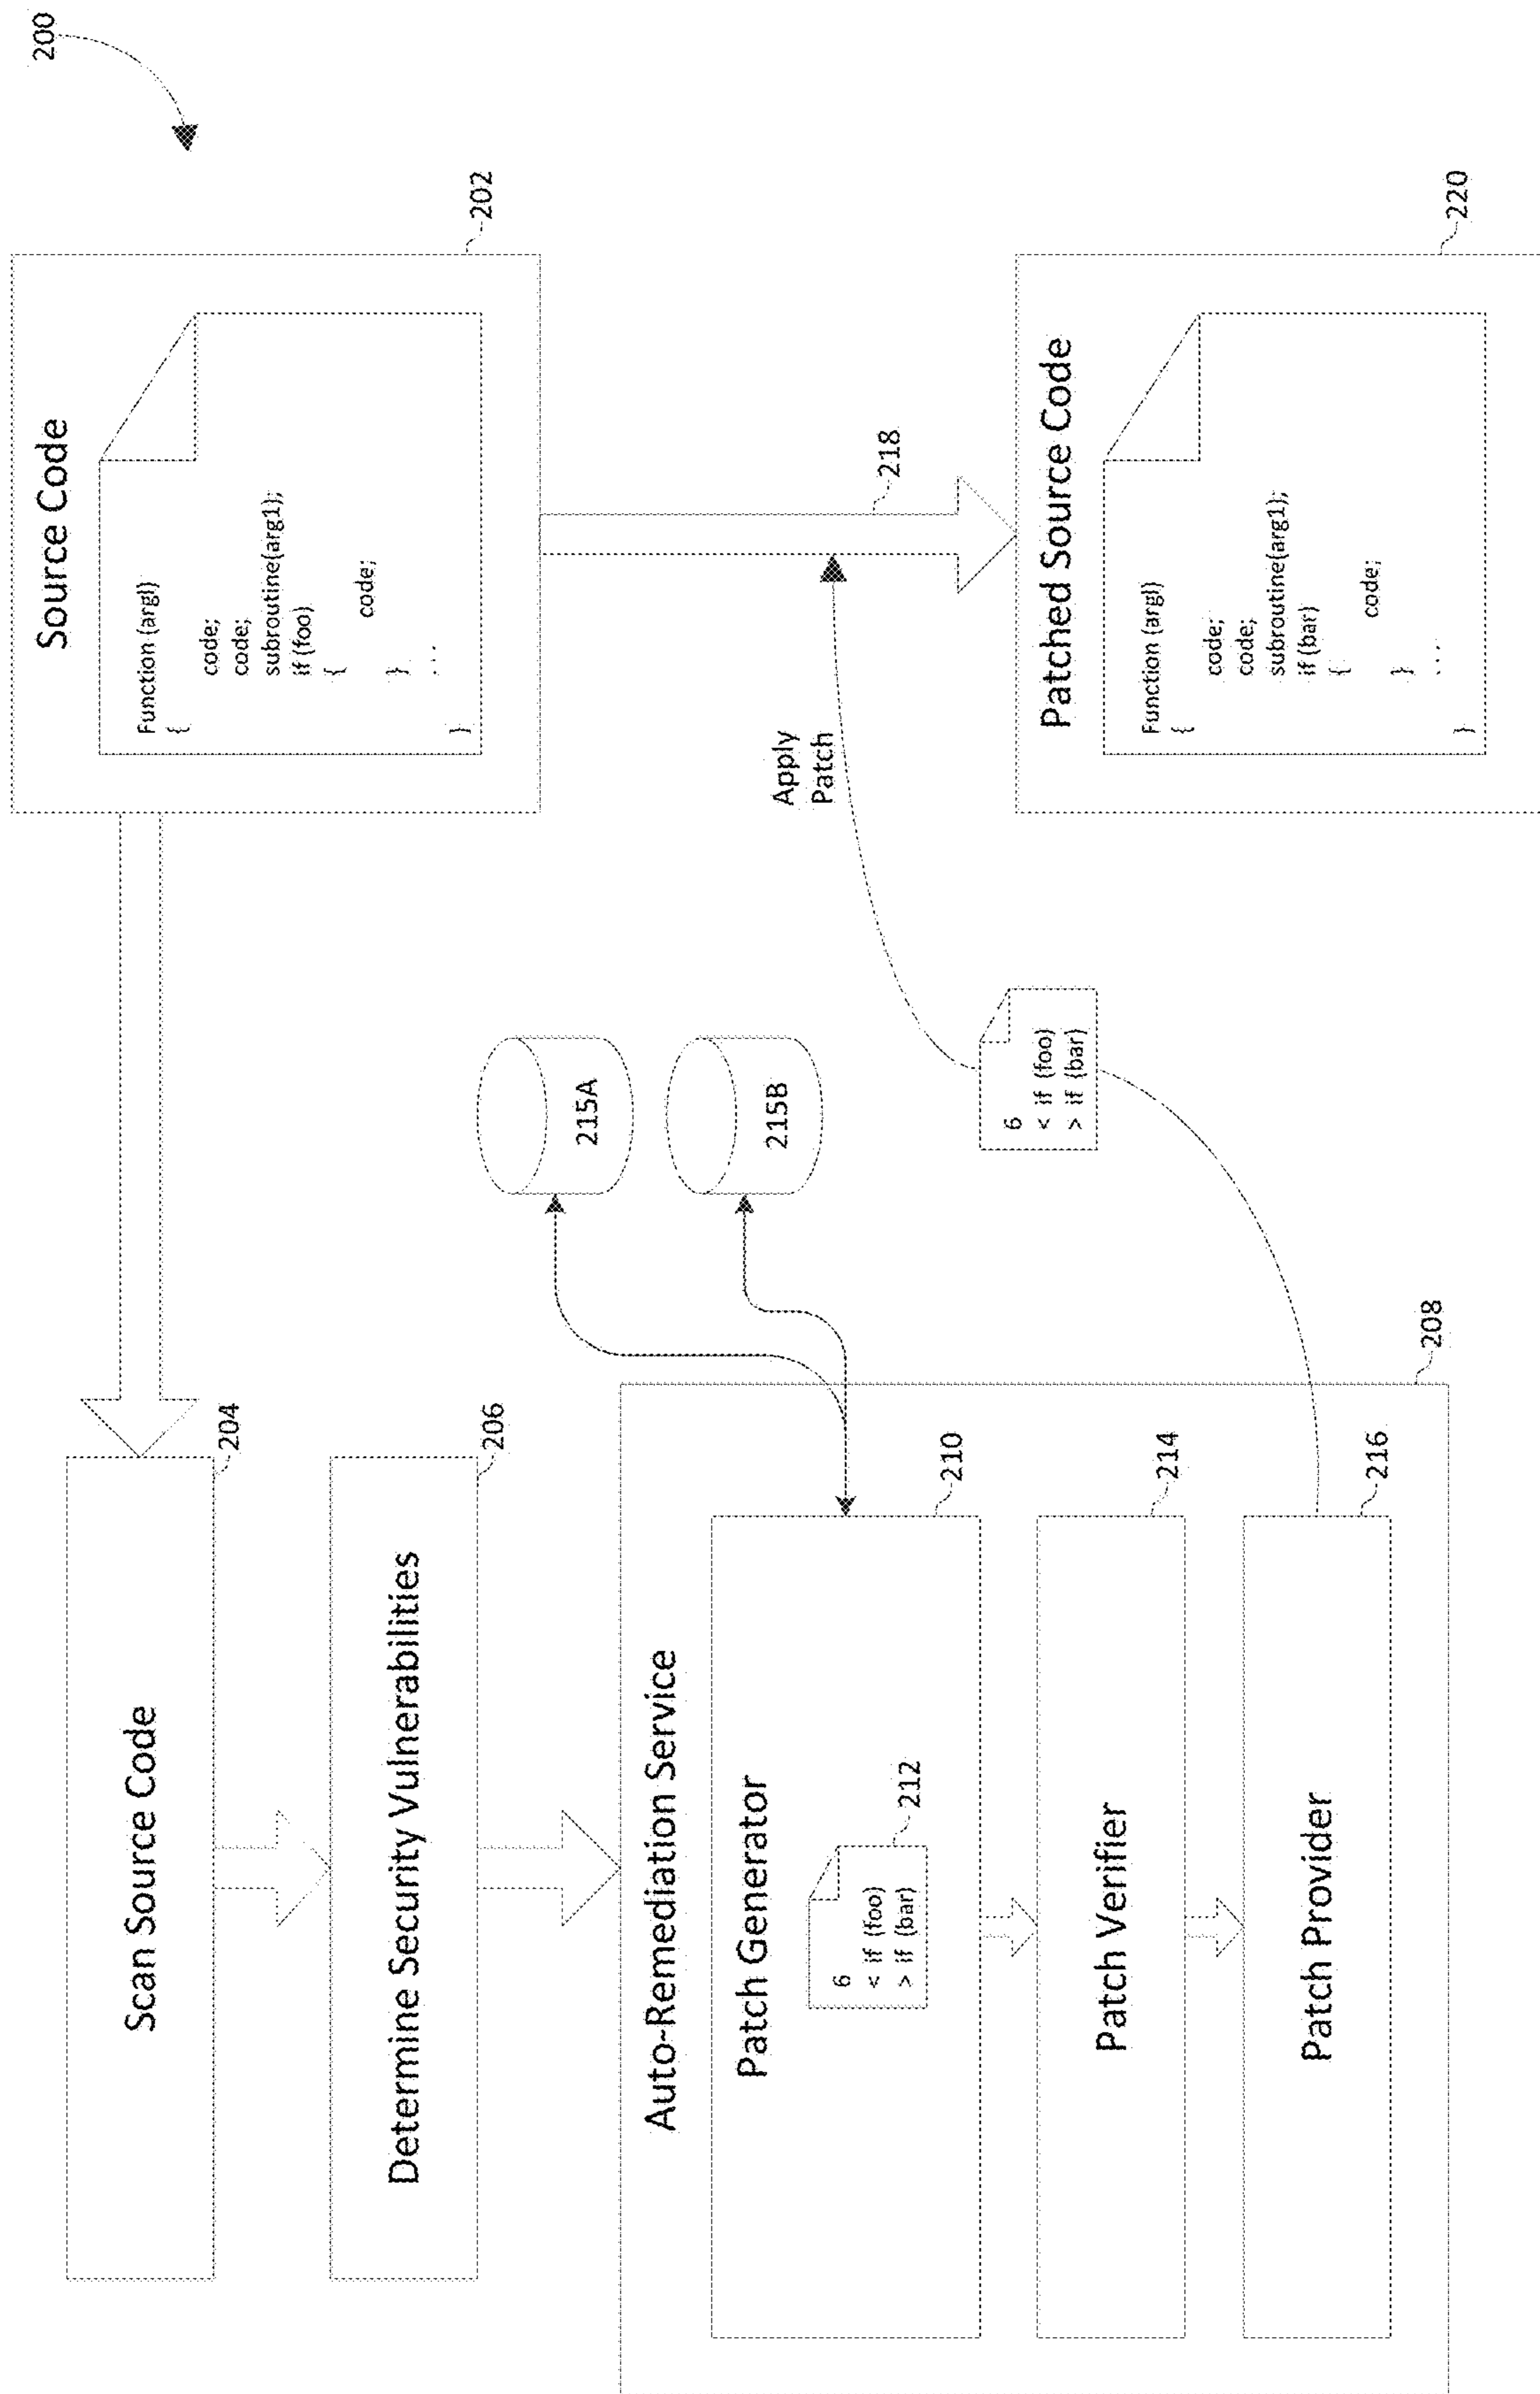 200
Scan Source Code
204
Determine Security Vulnerabilities
206
Auto-Remediation Service
208
Patch Generator
210
6
< if (foo)
> if (bar)
212
Patch Verifier
214
Patch Provider
216
215A
215B
6
< if (foo)
> if (bar)
Apply
Patch
218
Source Code
202
Function (argI)
{
code;
code;
subroutine(arg1);
if (foo)
{
code;
}
...
}
Patched Source Code
220
Function (argI)
{
code;
code;
subroutine(arg1);
if (bar)
{
code;
}
...
}